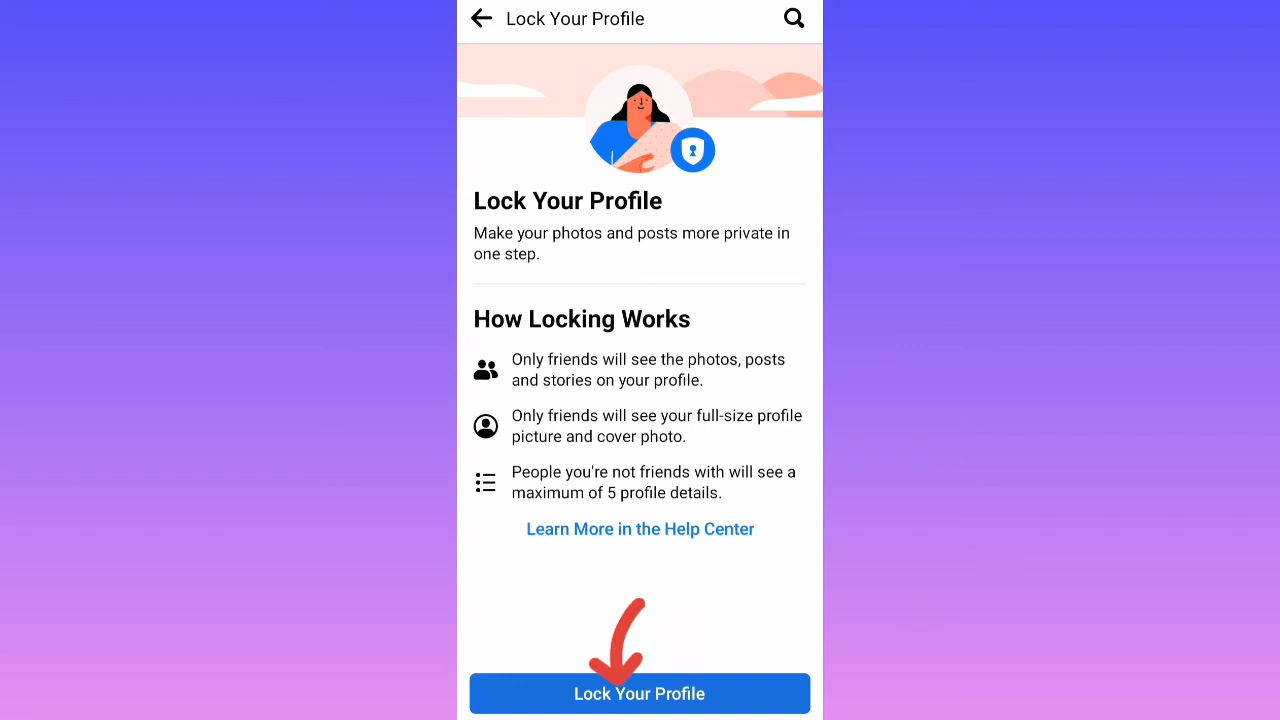 Lock Your Profile
Lock Your Profile
Make your photos and posts more private in
one step.
How Locking Works
Only friends will see the photos, posts
and stories on your profile.
Only friends will see your full-size profile
picture and cover photo.
People you're not friends with will see a
maximum of 5 profile details.
Learn More in the Help Center
Lock Your Profile